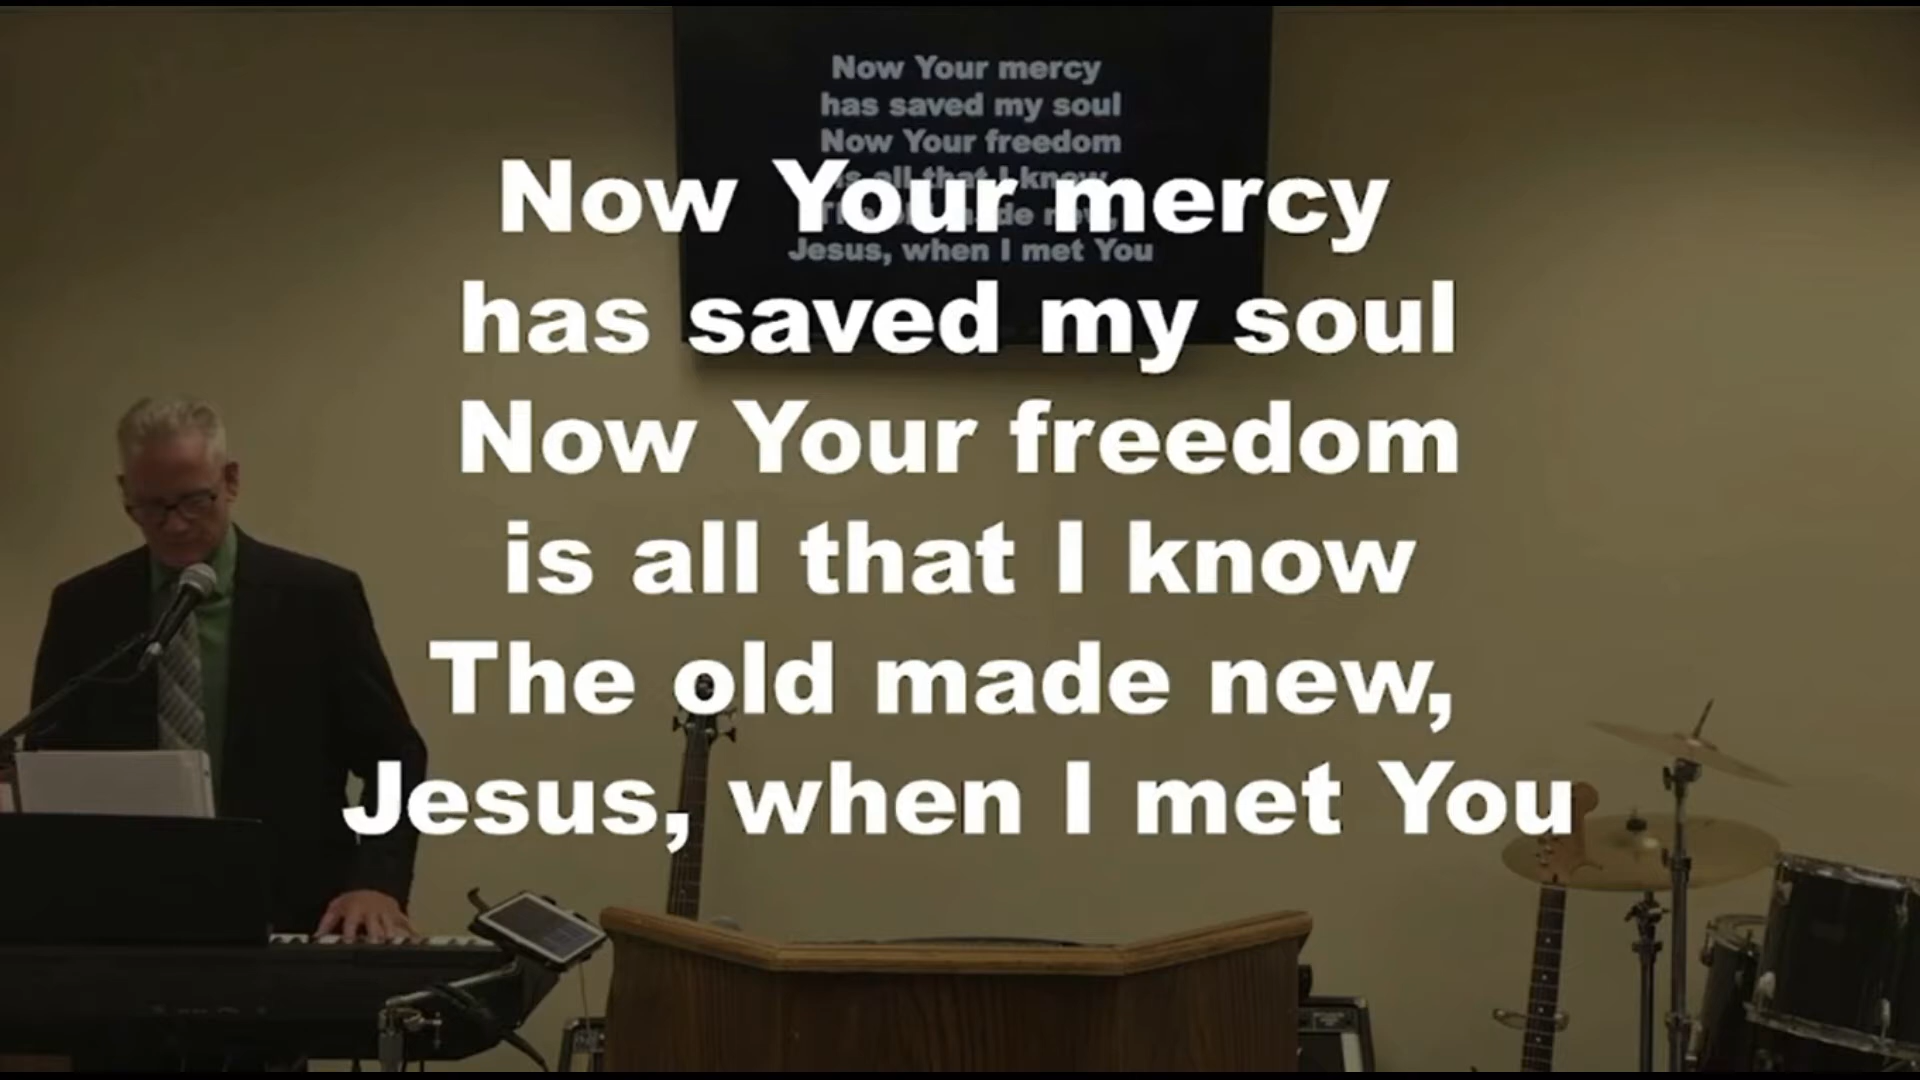 Now Your mercy
has saved my soul
Now Your freedom
Jesus, when I met You
Now Your mercy
has saved my soul
Now Your freedom
is all that I know
The old made new,
Jesus, when I met You